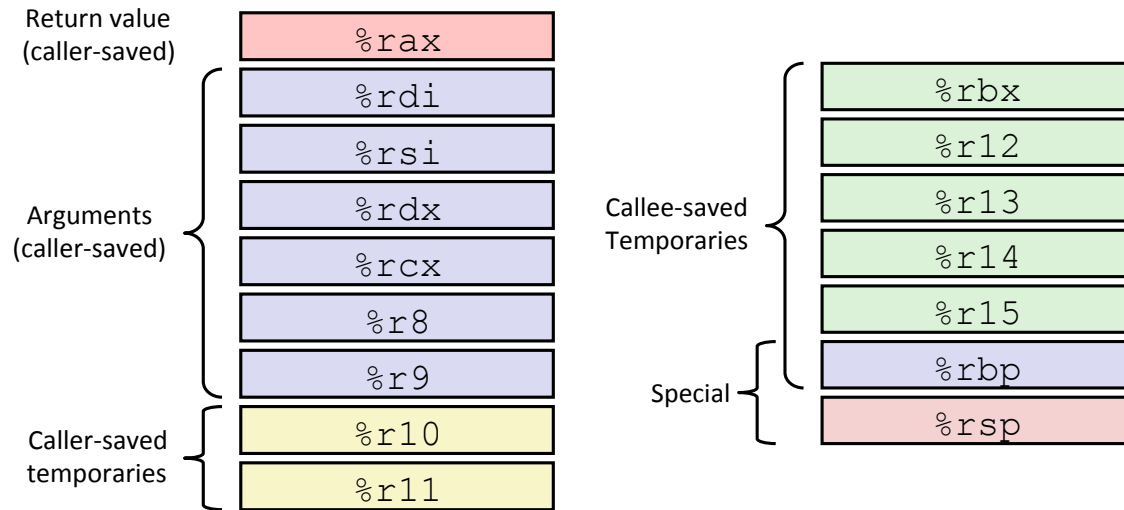 Return value
(caller-saved)
%rax
Arguments
(caller-saved)
%rdi
%rsi
%rdx
%rcx
%r8
%r9
Caller-saved
temporaries
%r10
%r11
Callee-saved
Temporaries
%rbx
%r12
%r13
%r14
%r15
Special
%rbp
%rsp